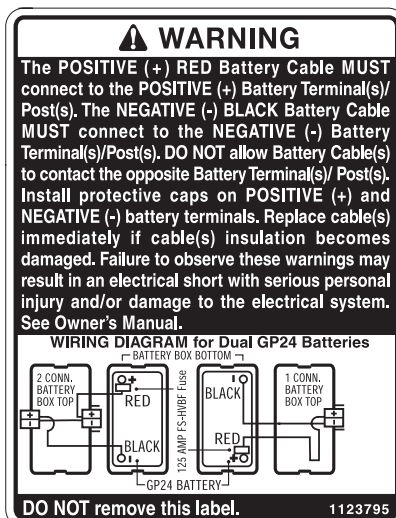 WARNING
The POSITIVE (+) RED Battery Cable MUST
connect to the POSITIVE (+) Battery Terminal(s)/
Post(s). The NEGATIVE (-) BLACK Battery Cable
MUST connect to the NEGATIVE (-) Battery
Terminal(s)/Post(s). DO NOT allow Battery Cable(s)
to contact the opposite Battery Terminal(s)/ Post(s).
Install protective caps on POSITIVE (+) and
NEGATIVE (-) battery terminals. Replace cable(s)
immediately if cable(s) insulation becomes
damaged. Failure to observe these warnings may
result in an electrical short with serious personal
injury and/or damage to the electrical system.
See Owner's Manual.
WIRING DIAGRAM for Dual GP24 Batteries
BATTERY BOX BOTTOM
2 CONN.
BATTERY
BOX TOP
RED
BLACK
125 AMP FS-HVBF Fuse
BLACK
RED
1 CONN.
BATTERY
BOX TOP
GP24 BATTERY
DO NOT remove this label.
1123795